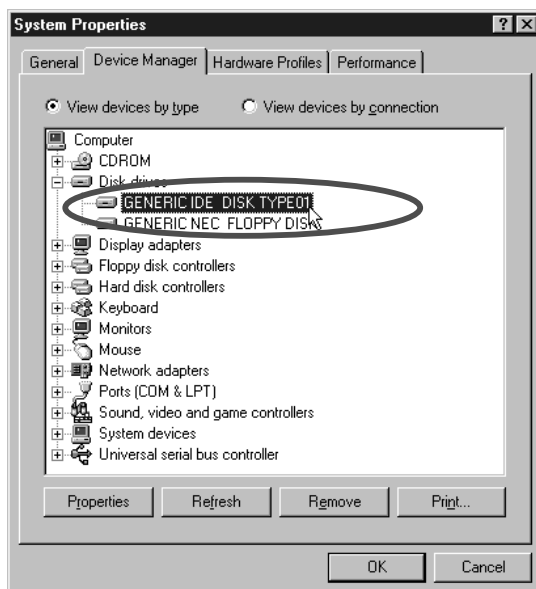 System Properties
General Device Manager Hardware Profiles Performance
View devices by type View devices by connection
Computer
CDROM
Disk drives
GENERIC IDE DISK TYPE01
GENERIC NEC FLOPPY DISK
Display adapters
Floppy disk controllers
Hard disk controllers
Keyboard
Monitors
Mouse
Network adapters
Ports (COM & LPT)
Sound, video and game controllers
System devices
Universal serial bus controller
Properties Refresh Remove Print...
OK Cancel